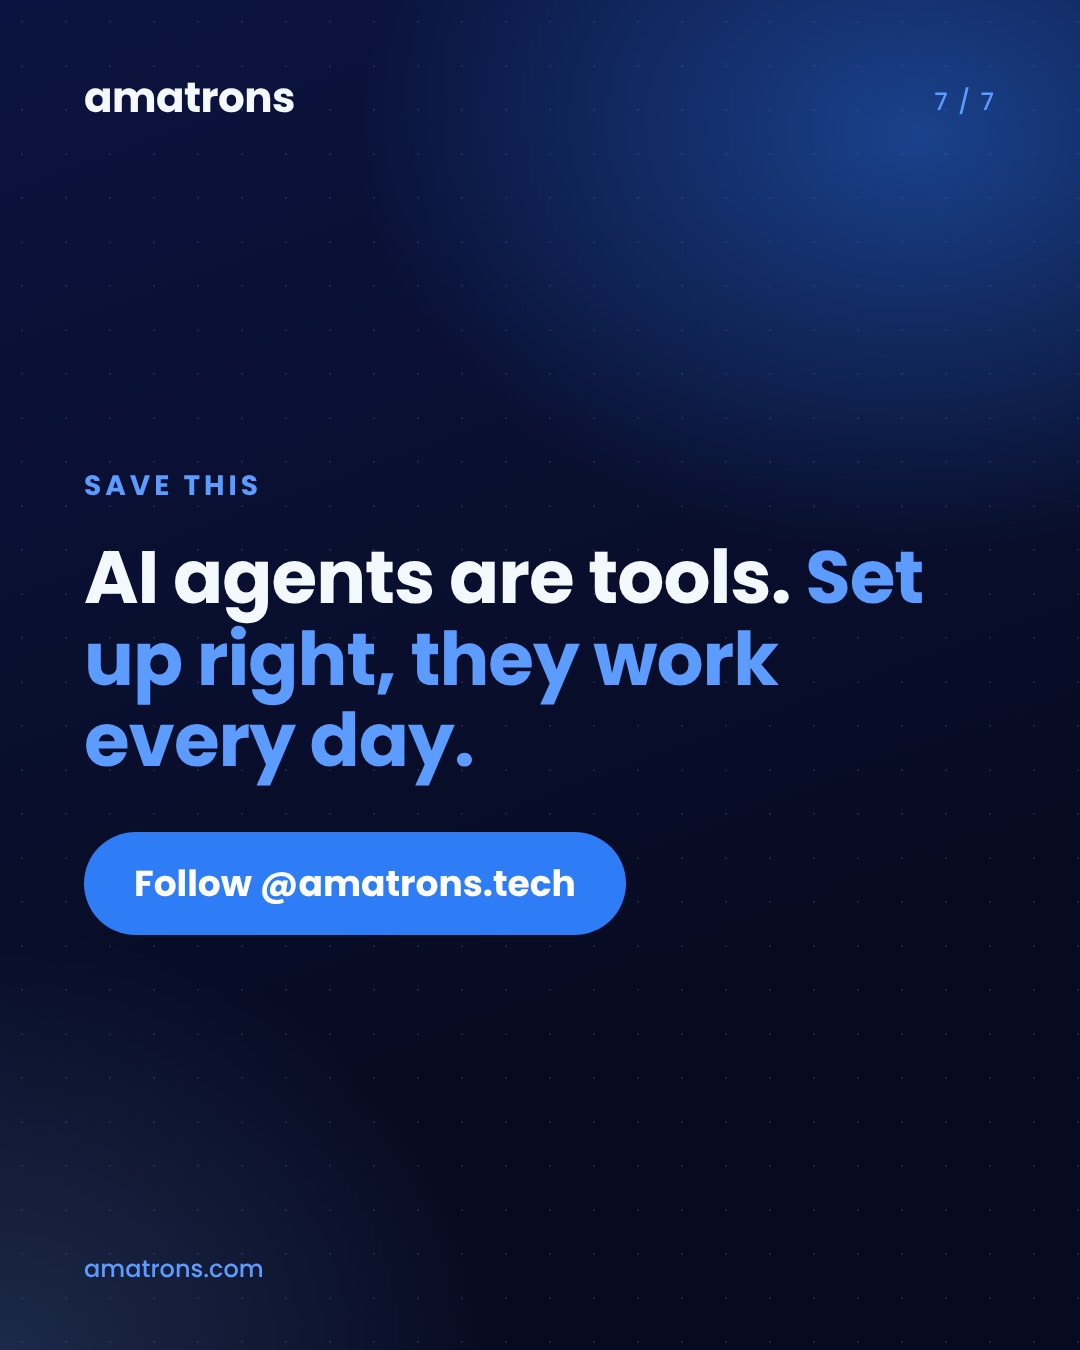 amatrons
7 / 7
SAVE THIS
AI agents are tools. Set
up right, they work
every day.
Follow @amatrons.tech
amatrons.com